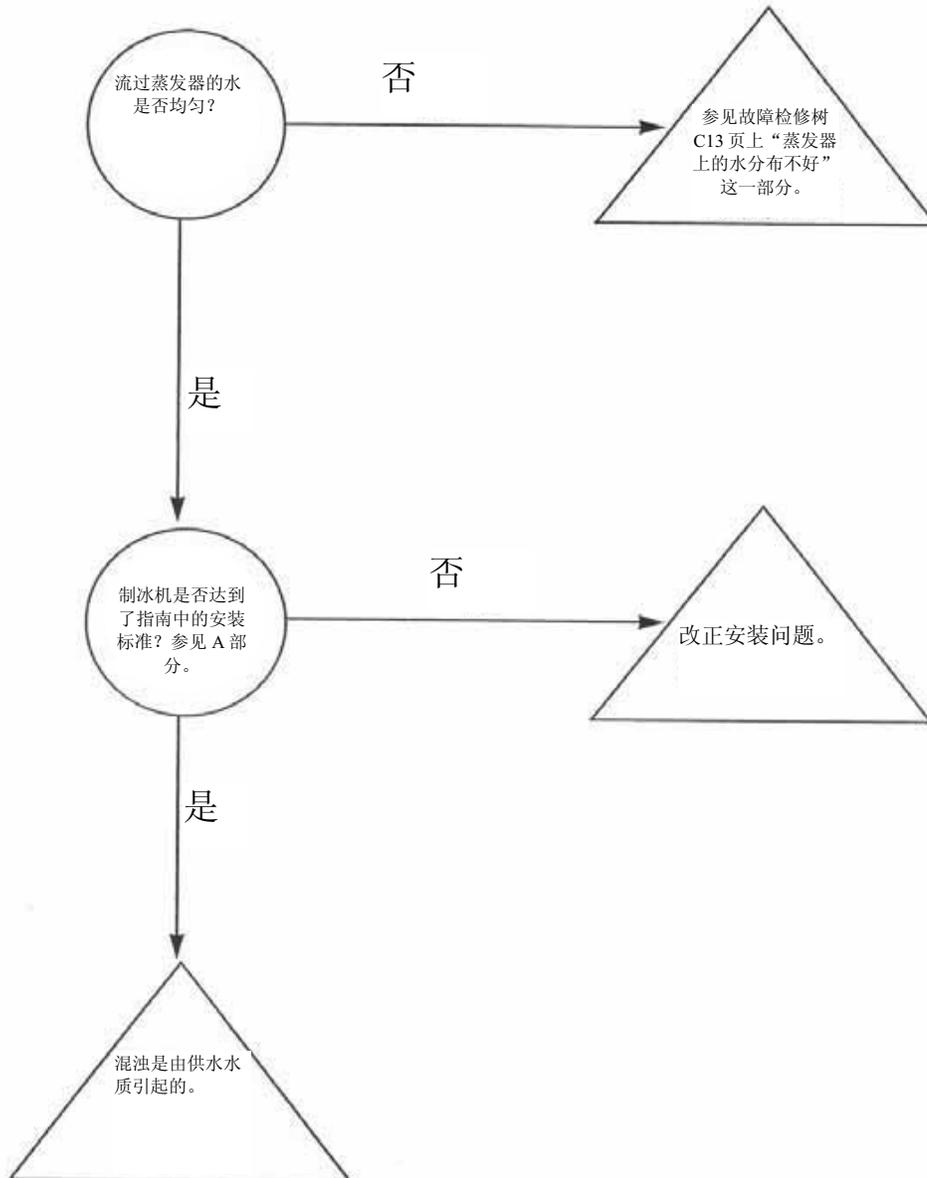 流过蒸发器的水
是否均匀？
否
参见故障检修树
C13 页上“蒸发器
上的水分布不好”
这一部分。
是
制冰机是否达到
了指南中的安装
标准？参见 A 部
分。
否
改正安装问题。
是
混浊是由供水水
质引起的。